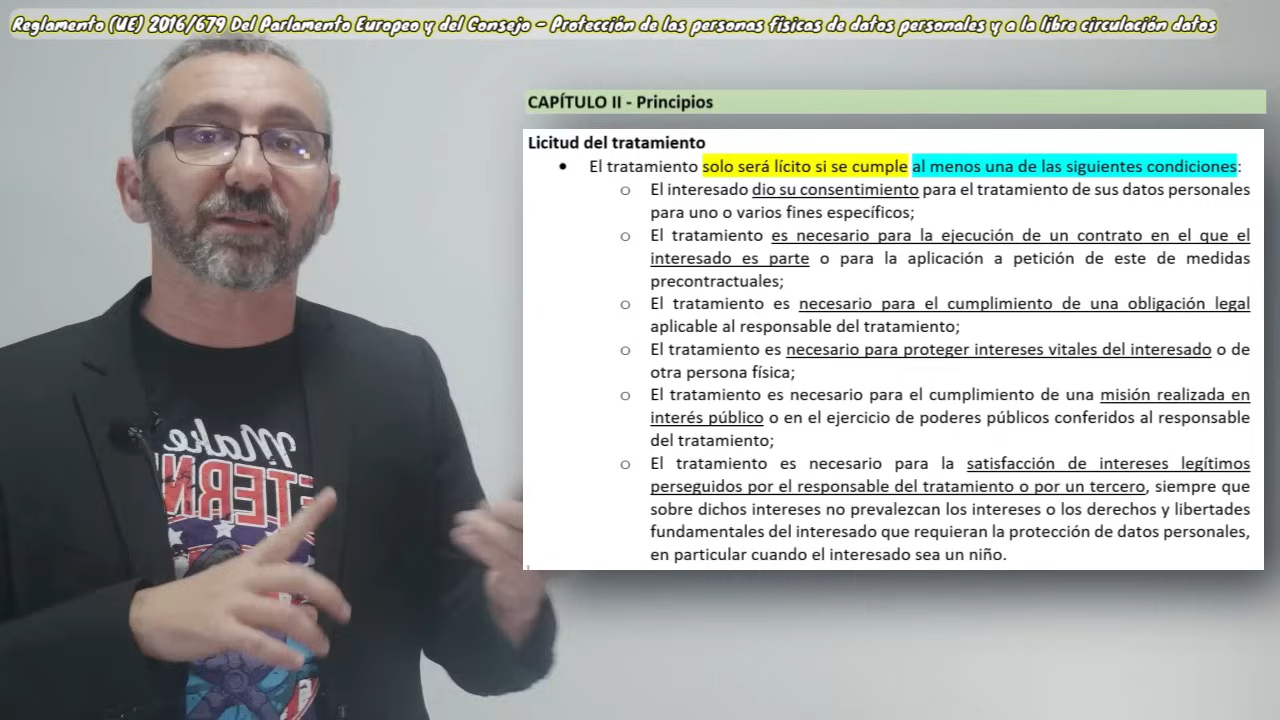 Reglamento (UE) 2016/679 Del Parlamento Europeo y del Consejo - Protección de las personas físicas de datos personales y a la libre circulación datos
CAPÍTULO II - Principios
Licitud del tratamiento
• El tratamiento solo será lícito si se cumple al menos una de las siguientes condiciones:
o El interesado dio su consentimiento para el tratamiento de sus datos personales
para uno o varios fines específicos;
o El tratamiento es necesario para la ejecución de un contrato en el que el
interesado es parte o para la aplicación a petición de este de medidas
precontractuales;
o El tratamiento es necesario para el cumplimiento de una obligación legal
aplicable al responsable del tratamiento;
o El tratamiento es necesario para proteger intereses vitales del interesado o de
otra persona física;
o El tratamiento es necesario para el cumplimiento de una misión realizada en
interés público o en el ejercicio de poderes públicos conferidos al responsable
del tratamiento;
o El tratamiento es necesario para la satisfacción de intereses legítimos
perseguidos por el responsable del tratamiento o por un tercero, siempre que
sobre dichos intereses no prevalezcan los intereses o los derechos y libertades
fundamentales del interesado que requieran la protección de datos personales,
en particular cuando el interesado sea un niño.
Make
ETERN